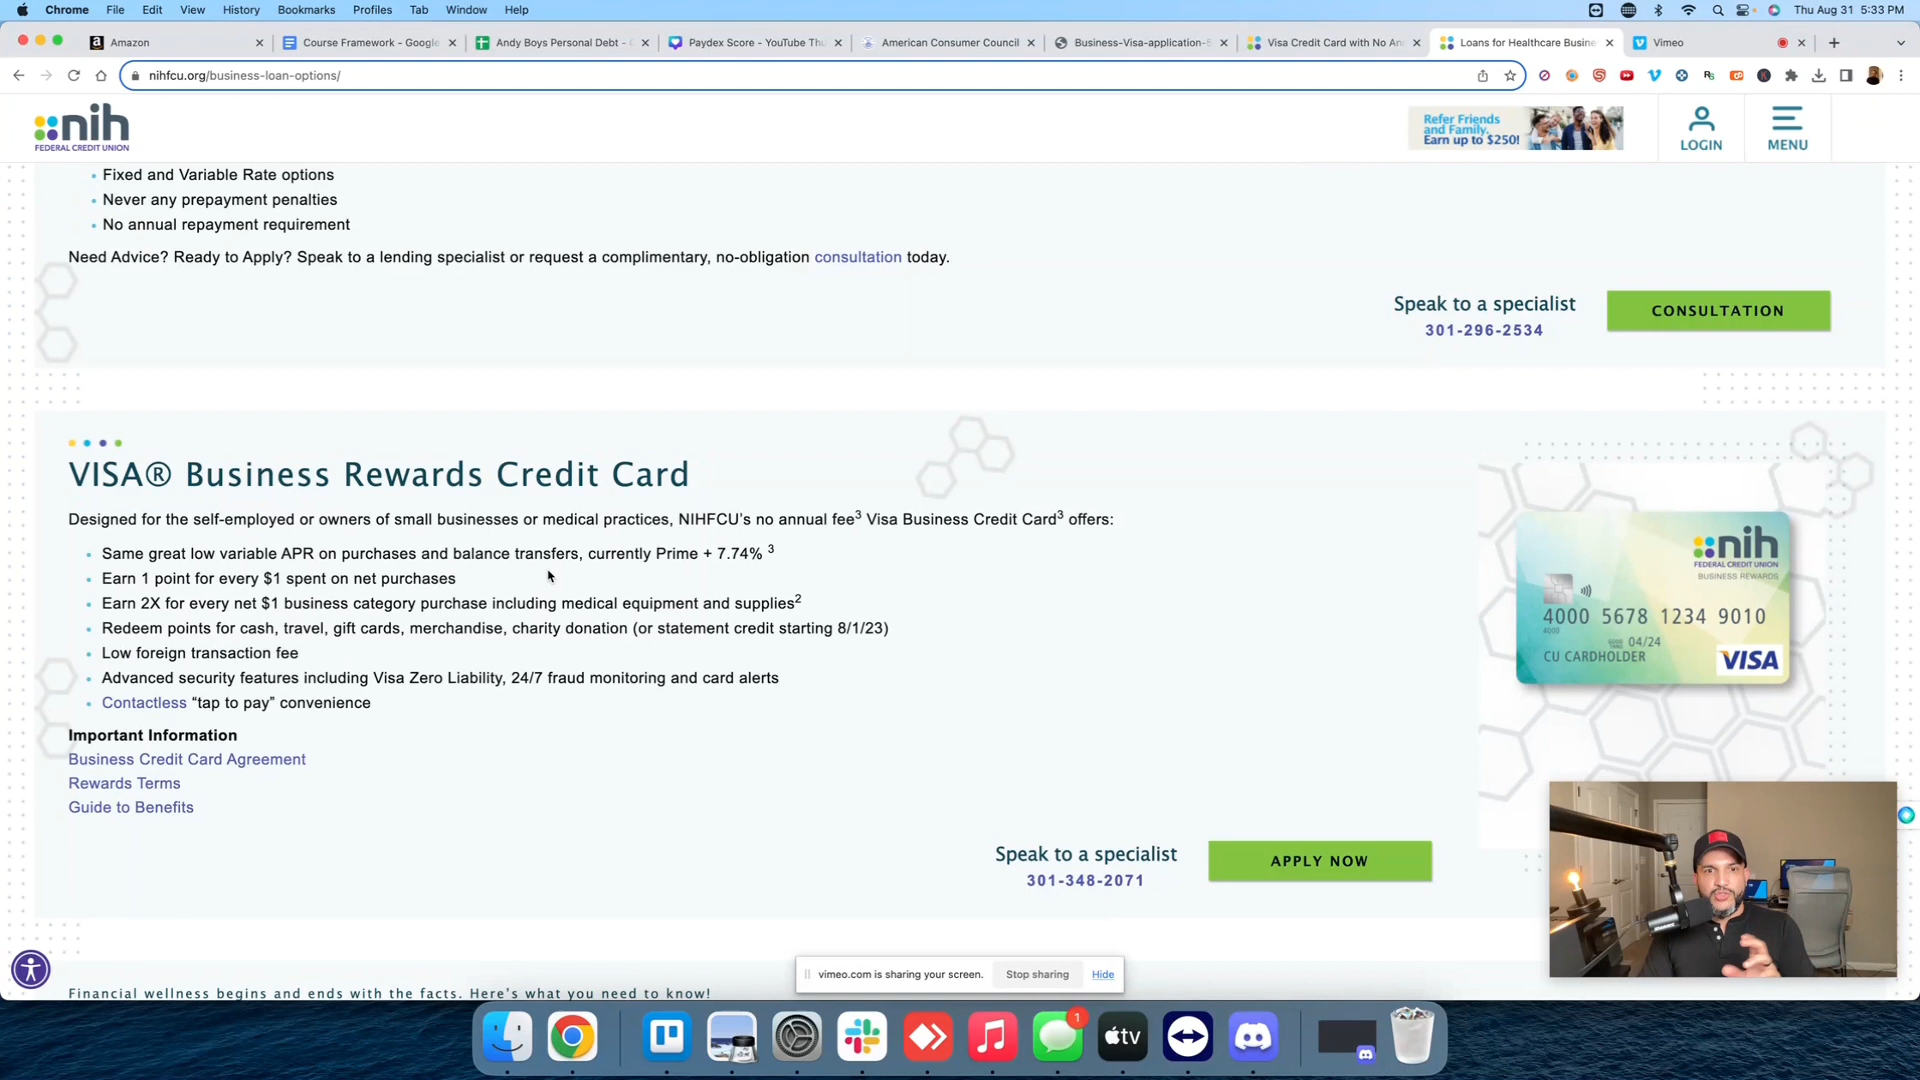 Chrome File Edit View History Bookmarks Profiles Tab Window Help Thu Aug 31 5:33 PM
Amazon Course Framework - Google Andy Boys Personal Debt - Paydex Score - YouTube Thu American Consumer Council Business-Visa-application- Visa Credit Card with No An Loans for Healthcare Busine Vimeo
nihfcu.org/business-loan-options/
nih
FEDERAL CREDIT UNION
Refer Friends
and Family.
Earn up to $250!
LOGIN
MENU
Fixed and Variable Rate options
Never any prepayment penalties
No annual repayment requirement
Need Advice? Ready to Apply? Speak to a lending specialist or request a complimentary, no-obligation consultation today.
Speak to a specialist
301-296-2534
CONSULTATION
VISA® Business Rewards Credit Card
Designed for the self-employed or owners of small businesses or medical practices, NIHFCU's no annual fee3 Visa Business Credit Card3 offers:
Same great low variable APR on purchases and balance transfers, currently Prime + 7.74% 3
Earn 1 point for every $1 spent on net purchases
Earn 2X for every net $1 business category purchase including medical equipment and supplies2
Redeem points for cash, travel, gift cards, merchandise, charity donation (or statement credit starting 8/1/23)
Low foreign transaction fee
Advanced security features including Visa Zero Liability, 24/7 fraud monitoring and card alerts
Contactless “tap to pay” convenience
Important Information
Business Credit Card Agreement
Rewards Terms
Guide to Benefits
nih
FEDERAL CREDIT UNION
BUSINESS REWARDS
4000 5678 1234 9010
4000
04/24
CU CARDHOLDER
VISA
Speak to a specialist
301-348-2071
APPLY NOW
vimeo.com is sharing your screen. Stop sharing Hide
Financial wellness begins and ends with the facts. Here's what you need to know!
1
tv